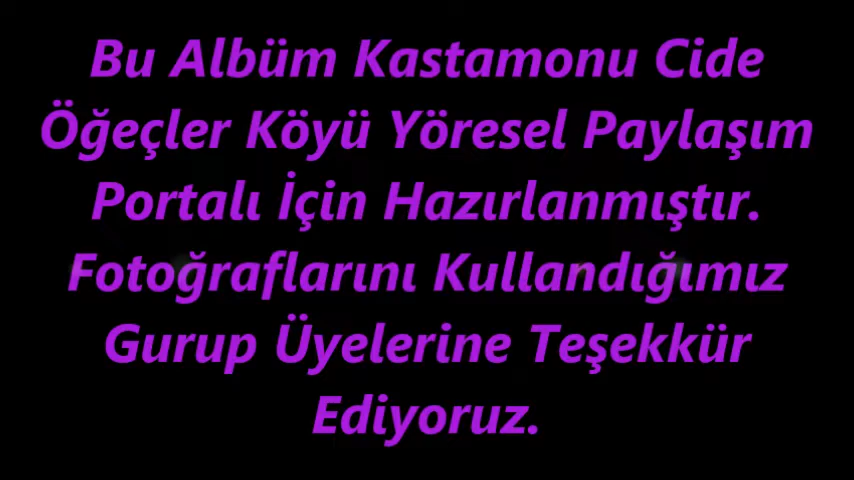 Bu Albüm Kastamonu Cide
Öğeçler Köyü Yöresel Paylaşım
Portalı İçin Hazırlanmıştır.
Fotoğraflarını Kullandığımız
Gurup Üyelerine Teşekkür
Ediyoruz.